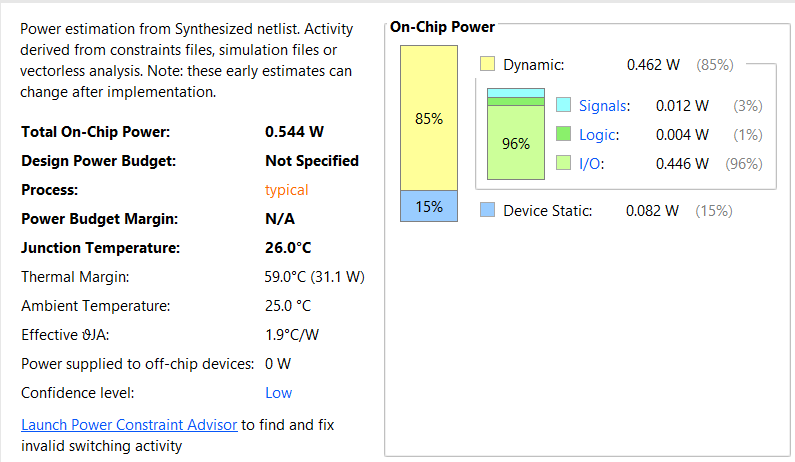 Power estimation from Synthesized netlist. Activity
derived from constraints files, simulation files or
vectorless analysis. Note: these early estimates can
change after implementation.
Total On-Chip Power: 0.544 W
Design Power Budget: Not Specified
Process: typical
Power Budget Margin: N/A
Junction Temperature: 26.0°C
Thermal Margin: 59.0°C (31.1 W)
Ambient Temperature: 25.0 °C
Effective ϑJA: 1.9°C/W
Power supplied to off-chip devices: 0 W
Confidence level: Low
Launch Power Constraint Advisor to find and fix
invalid switching activity
On-Chip Power
85%
15%
Dynamic: 0.462 W (85%)
96%
Signals: 0.012 W (3%)
Logic: 0.004 W (1%)
I/O: 0.446 W (96%)
Device Static: 0.082 W (15%)